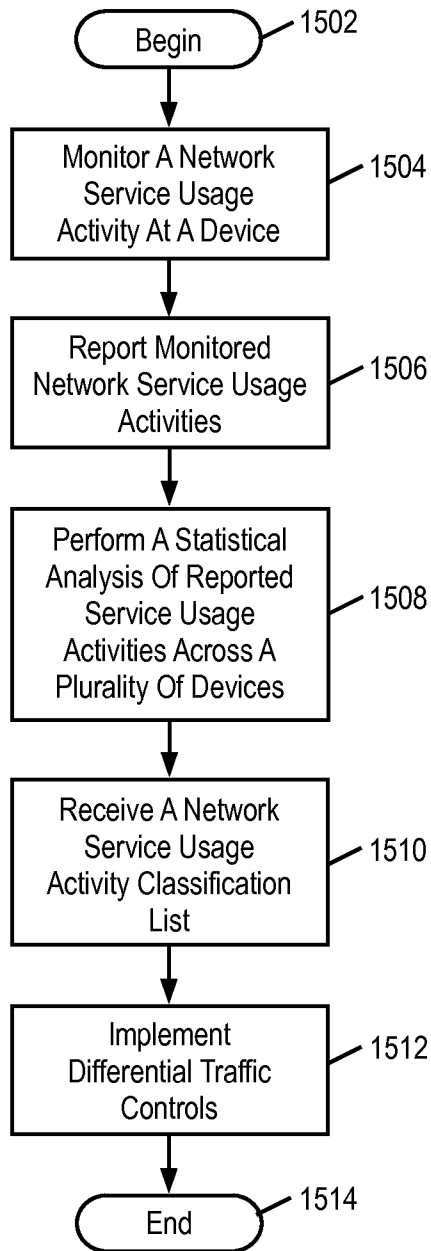 Begin
1502
Monitor A Network
Service Usage
Activity At A Device
1504
Report Monitored
Network Service Usage
Activities
1506
Perform A Statistical
Analysis Of Reported
Service Usage
Activities Across A
Plurality Of Devices
1508
Receive A Network
Service Usage
Activity Classification
List
1510
Implement
Differential Traffic
Controls
1512
End
1514